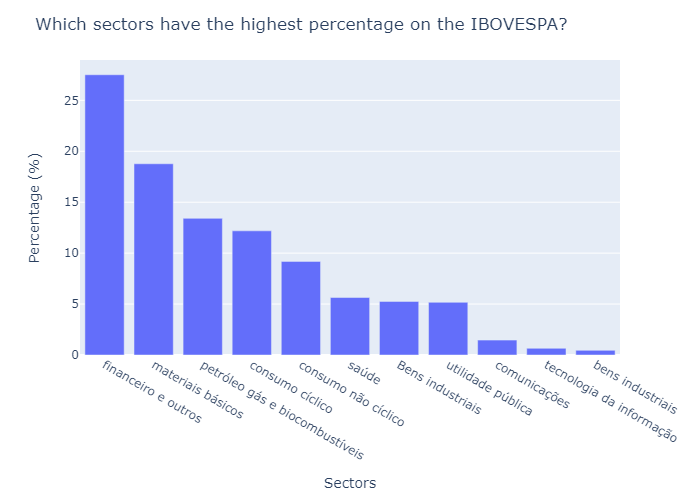 Which sectors have the highest percentage on the IBOVESPA?
Percentage (%)
25
20
15
10
5
0
financeiro e outros
materiais básicos
petróleo gás e biocombustíveis
consumo cíclico
consumo não cíclico
saúde
Bens industriais
utilidade pública
comunicações
tecnologia da informação
bens industriais
Sectors